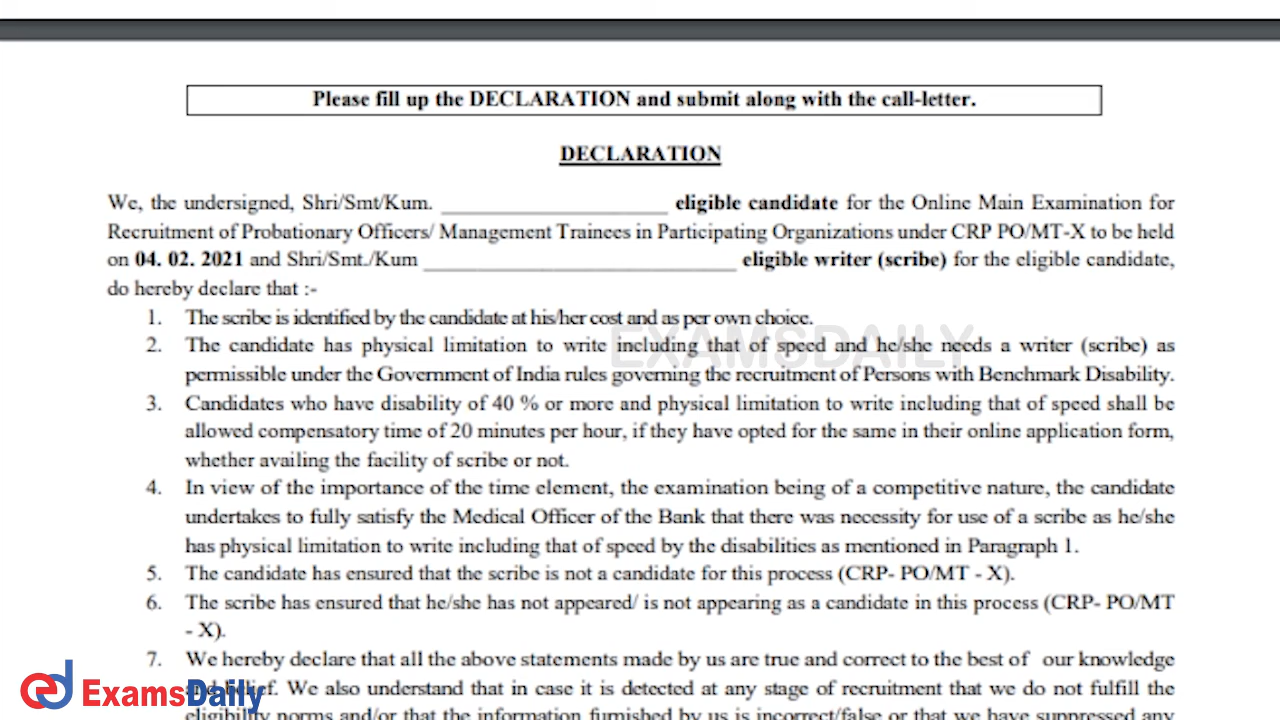 Please fill up the DECLARATION and submit along with the call-letter.
DECLARATION
We, the undersigned, Shri/Smt/Kum. ____________________ eligible candidate for the Online Main Examination for
Recruitment of Probationary Officers/ Management Trainees in Participating Organizations under CRP PO/MT-X to be held
on 04. 02. 2021 and Shri/Smt./Kum ____________________________ eligible writer (scribe) for the eligible candidate,
do hereby declare that :-
1. The scribe is identified by the candidate at his/her cost and as per own choice.
2. The candidate has physical limitation to write including that of speed and he/she needs a writer (scribe) as
permissible under the Government of India rules governing the recruitment of Persons with Benchmark Disability.
3. Candidates who have disability of 40 % or more and physical limitation to write including that of speed shall be
allowed compensatory time of 20 minutes per hour, if they have opted for the same in their online application form,
whether availing the facility of scribe or not.
4. In view of the importance of the time element, the examination being of a competitive nature, the candidate
undertakes to fully satisfy the Medical Officer of the Bank that there was necessity for use of a scribe as he/she
has physical limitation to write including that of speed by the disabilities as mentioned in Paragraph 1.
5. The candidate has ensured that the scribe is not a candidate for this process (CRP- PO/MT - X).
6. The scribe has ensured that he/she has not appeared/ is not appearing as a candidate in this process (CRP- PO/MT
- X).
7. We hereby declare that all the above statements made by us are true and correct to the best of our knowledge
and belief. We also understand that in case it is detected at any stage of recruitment that we do not fulfill the
eligibility norms and/or that the information furnished by us is incorrect/false or that we have suppressed any
EXAMSDAILY
ed ExamsDaily